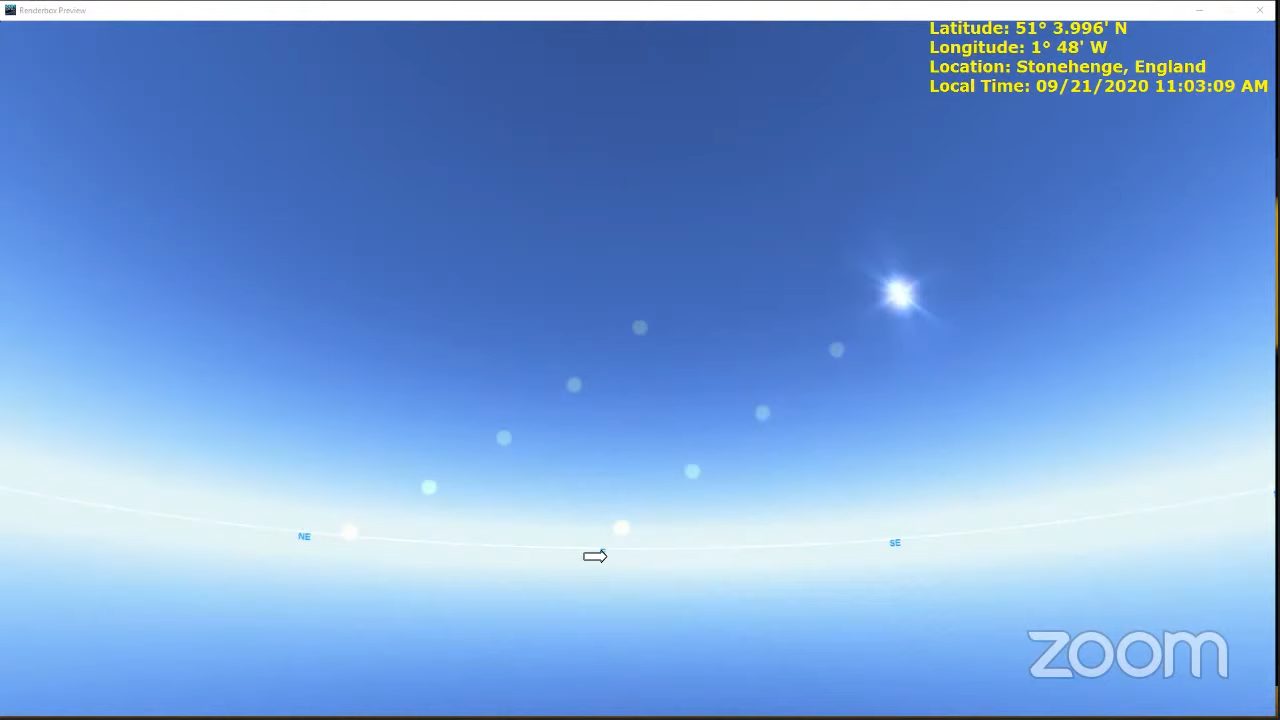 Renderbox Preview
Latitude: 51° 3.996' N
Longitude: 1° 48' W
Location: Stonehenge, England
Local Time: 09/21/2020 11:03:09 AM
NE
SE
zoom